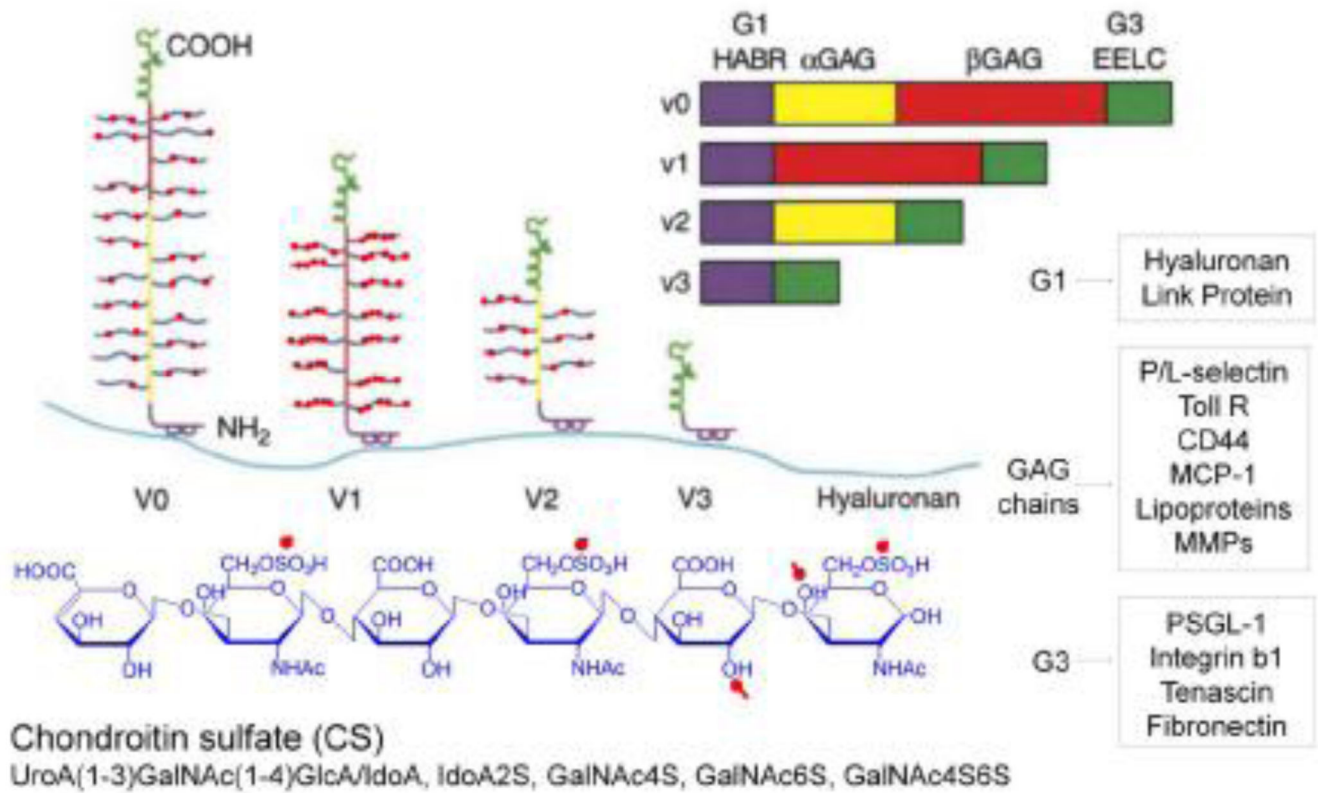 COOH
NH2
G1
HABR αGAG βGAG
G3
EELC
v0
v1
v2
v3
G1
Hyaluronan
Link Protein
GAG
chains
P/L-selectin
Toll R
CD44
MCP-1
Lipoproteins
MMPs
G3
PSGL-1
Integrin b1
Tenascin
Fibronectin
V0 V1 V2 V3 Hyaluronan
HOOC OH OH O O
CH2OSO3H OH O NHAc O
COOH O OH OH O
CH2OSO3H OH O NHAc O
COOH O OH OH O
CH2OSO3H OH O OH NHAc
Chondroitin sulfate (CS)
UroA(1-3)GalNAc(1-4)GlcA/IdoA, IdoA2S, GalNAc4S, GalNAc6S, GalNAc4S6S